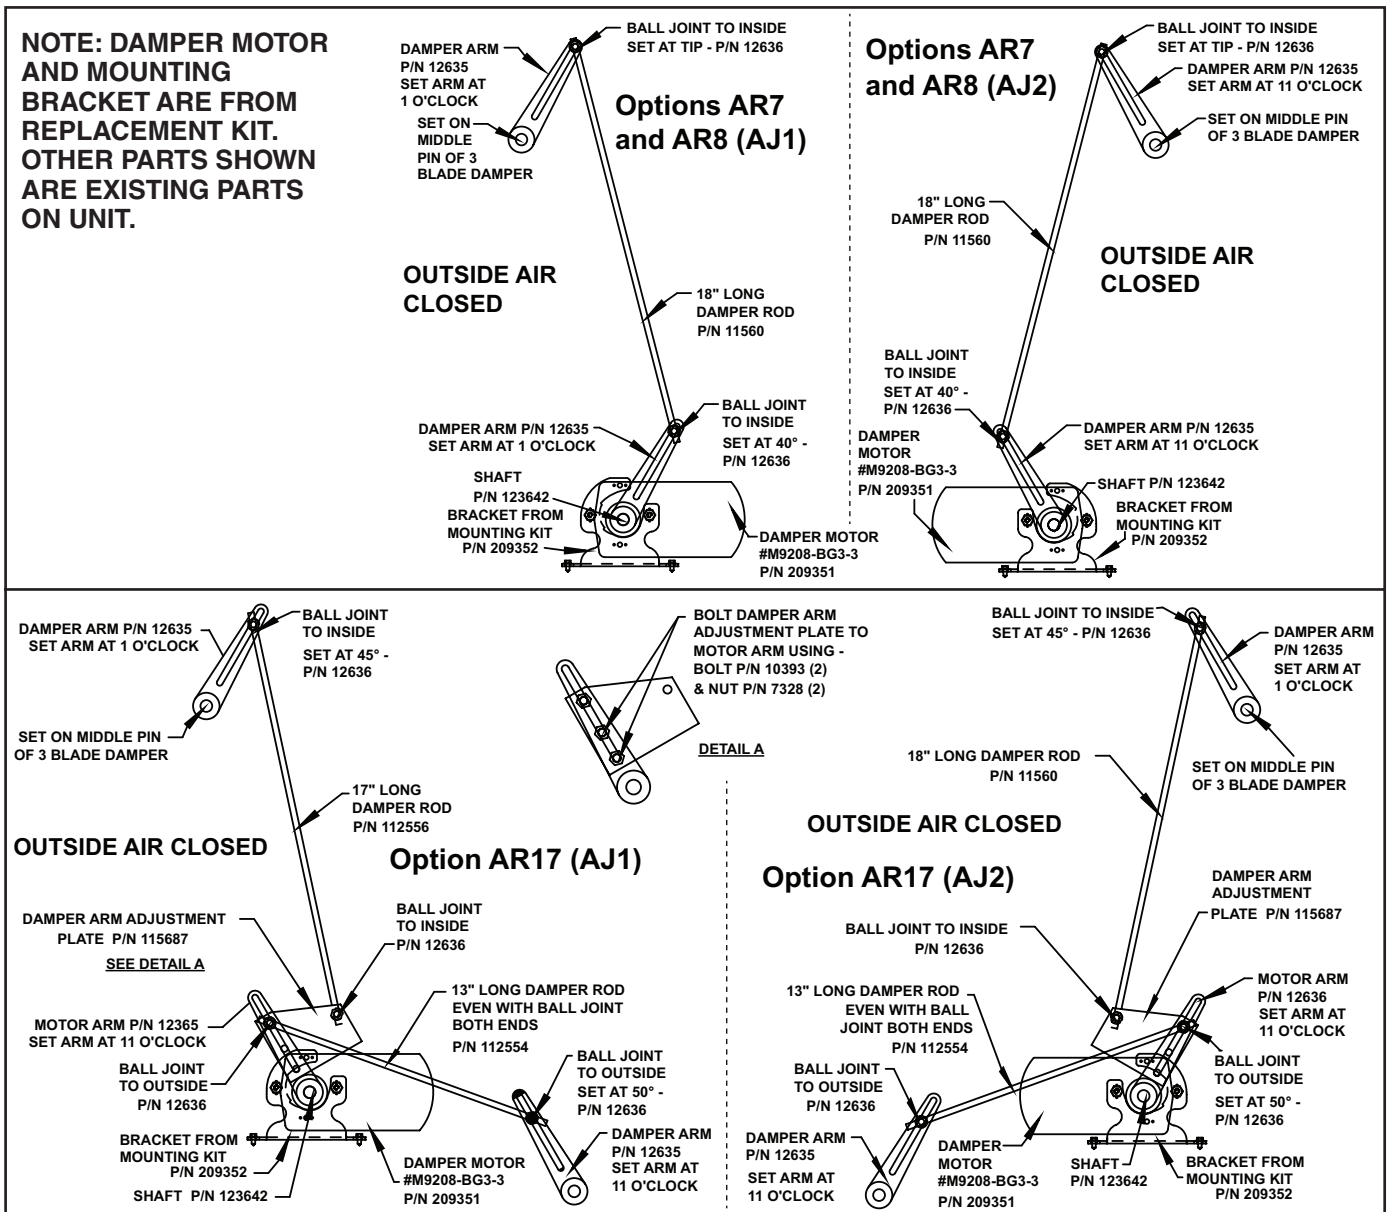 NOTE: DAMPER MOTOR
AND MOUNTING
BRACKET ARE FROM
REPLACEMENT KIT.
OTHER PARTS SHOWN
ARE EXISTING PARTS
ON UNIT.
DAMPER ARM
P/N 12635
SET ARM AT
1 O'CLOCK
SET ON
MIDDLE
PIN OF 3
BLADE DAMPER
BALL JOINT TO INSIDE
SET AT TIP - P/N 12636
Options AR7
and AR8 (AJ1)
OUTSIDE AIR
CLOSED
18" LONG
DAMPER ROD
P/N 11560
DAMPER ARM P/N 12635
SET ARM AT 1 O'CLOCK
BALL JOINT
TO INSIDE
SET AT 40° -
P/N 12636
SHAFT
P/N 123642
BRACKET FROM
MOUNTING KIT
P/N 209352
DAMPER MOTOR
#M9208-BG3-3
P/N 209351
Options AR7
and AR8 (AJ2)
BALL JOINT TO INSIDE
SET AT TIP - P/N 12636
DAMPER ARM P/N 12635
SET ARM AT 11 O'CLOCK
SET ON MIDDLE PIN
OF 3 BLADE DAMPER
18" LONG
DAMPER ROD
P/N 11560
OUTSIDE AIR
CLOSED
BALL JOINT
TO INSIDE
SET AT 40° -
P/N 12636
DAMPER
MOTOR
#M9208-BG3-3
P/N 209351
DAMPER ARM P/N 12635
SET ARM AT 11 O'CLOCK
SHAFT P/N 123642
BRACKET FROM
MOUNTING KIT
P/N 209352
DAMPER ARM P/N 12635
SET ARM AT 1 O'CLOCK
BALL JOINT
TO INSIDE
SET AT 45° -
P/N 12636
SET ON MIDDLE PIN
OF 3 BLADE DAMPER
17" LONG
DAMPER ROD
P/N 112556
OUTSIDE AIR CLOSED
Option AR17 (AJ1)
BOLT DAMPER ARM
ADJUSTMENT PLATE TO
MOTOR ARM USING -
BOLT P/N 10393 (2)
& NUT P/N 7328 (2)
DETAIL A
DAMPER ARM ADJUSTMENT
PLATE P/N 115687
SEE DETAIL A
BALL JOINT
TO INSIDE
P/N 12636
MOTOR ARM P/N 12365
SET ARM AT 11 O'CLOCK
13" LONG DAMPER ROD
EVEN WITH BALL JOINT
BOTH ENDS
P/N 112554
BALL JOINT
TO OUTSIDE
P/N 12636
BALL JOINT
TO OUTSIDE
SET AT 50° -
P/N 12636
BRACKET FROM
MOUNTING KIT
P/N 209352
SHAFT P/N 123642
DAMPER MOTOR
#M9208-BG3-3
P/N 209351
DAMPER ARM
P/N 12635
SET ARM AT
11 O'CLOCK
BALL JOINT TO INSIDE
SET AT 45° - P/N 12636
DAMPER ARM
P/N 12635
SET ARM AT
1 O'CLOCK
18" LONG DAMPER ROD
P/N 11560
SET ON MIDDLE PIN
OF 3 BLADE DAMPER
OUTSIDE AIR CLOSED
Option AR17 (AJ2)
DAMPER ARM
ADJUSTMENT
PLATE P/N 115687
BALL JOINT TO INSIDE
P/N 12636
MOTOR ARM
P/N 12636
SET ARM AT
11 O'CLOCK
13" LONG DAMPER ROD
EVEN WITH BALL
JOINT BOTH ENDS
P/N 112554
BALL JOINT
TO OUTSIDE
P/N 12636
BALL JOINT
TO OUTSIDE
SET AT 50° -
P/N 12636
DAMPER ARM
P/N 12635
SET ARM AT
11 O'CLOCK
DAMPER
MOTOR
#M9208-BG3-3
P/N 209351
SHAFT
P/N 123642
BRACKET FROM
MOUNTING KIT
P/N 209352